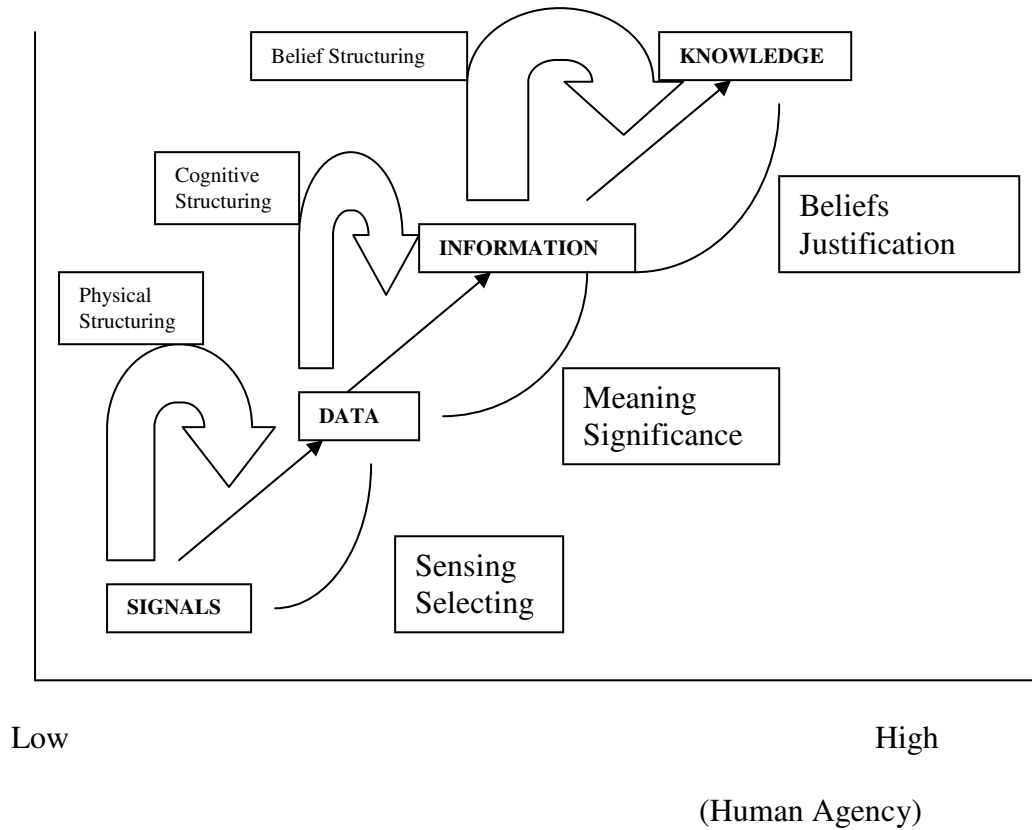 Belief Structuring
KNOWLEDGE
Cognitive
Structuring
Beliefs
Justification
INFORMATION
Physical
Structuring
Meaning
Significance
DATA
Sensing
Selecting
SIGNALS
Low
High
(Human Agency)